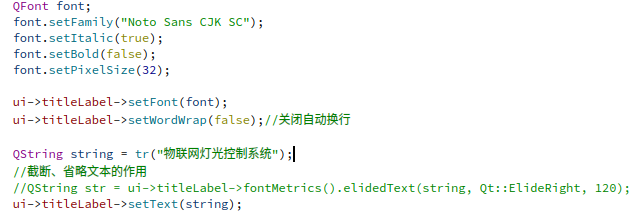 QFont font;
font.setFamily("Noto Sans CJK SC");
font.setItalic(true);
font.setBold(false);
font.setPixelSize(32);
ui->titleLabel->setFont(font);
ui->titleLabel->setWordWrap(false);//关闭自动换行
QString string = tr("物联网灯光控制系统");
//截断、省略文本的作用
//QString str = ui->titleLabel->fontMetrics().elidedText(string, Qt::ElideRight, 120);
ui->titleLabel->setText(string);